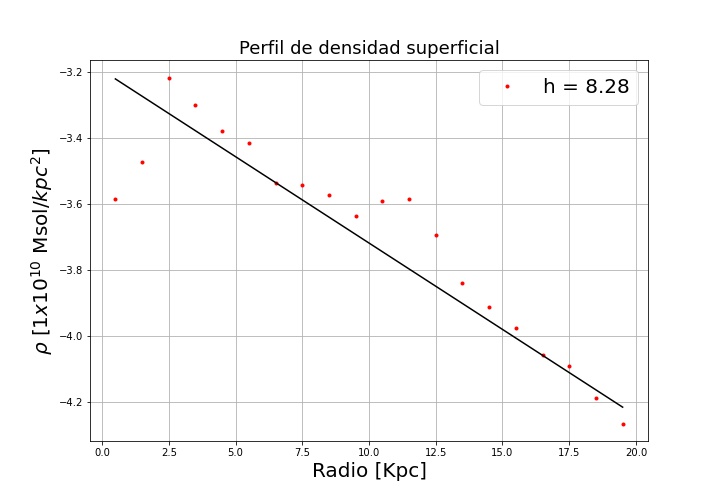 Perfil de densidad superficial
h = 8.28
−3.2
−3.4
−3.6
−3.8
−4.0
−4.2
ρ [1x10¹⁰ Msol/kpc²]
0.0 2.5 5.0 7.5 10.0 12.5 15.0 17.5 20.0
Radio [Kpc]